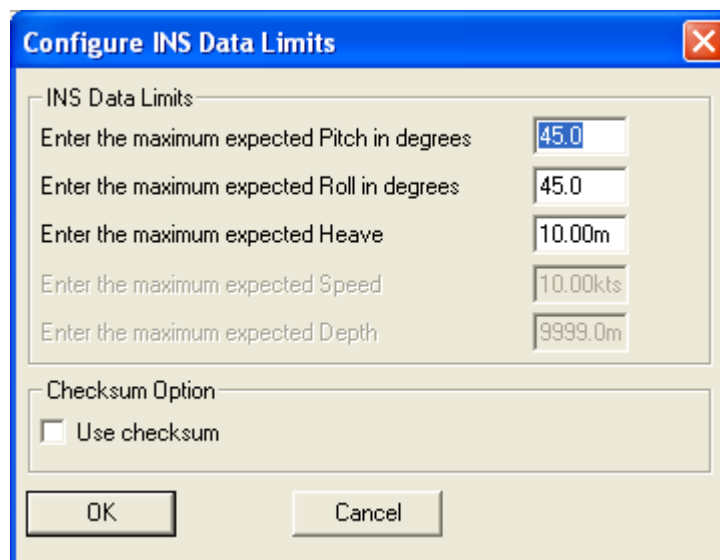 Configure INS Data Limits
INS Data Limits
Enter the maximum expected Pitch in degrees 45.0
Enter the maximum expected Roll in degrees 45.0
Enter the maximum expected Heave 10.00m
Enter the maximum expected Speed 10.00kts
Enter the maximum expected Depth 9999.0m
Checksum Option
Use checksum
OK Cancel